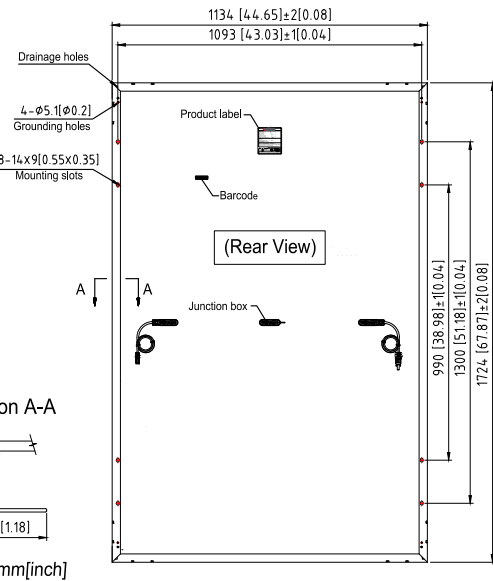 1134 [44.65]±2[0.08]
1093 [43.03]±1[0.04]
Drainage holes
4-Φ5.1[Φ0.2]
Grounding holes
Product label
8-14x9[0.55x0.35]
Mounting slots
Barcode
(Rear View)
A
A
Junction box
990 [38.98]±1[0.04]
1300 [51.18]±1[0.04]
1724 [67.87]±2[0.08]
on A-A
[1.18]
mm[inch]